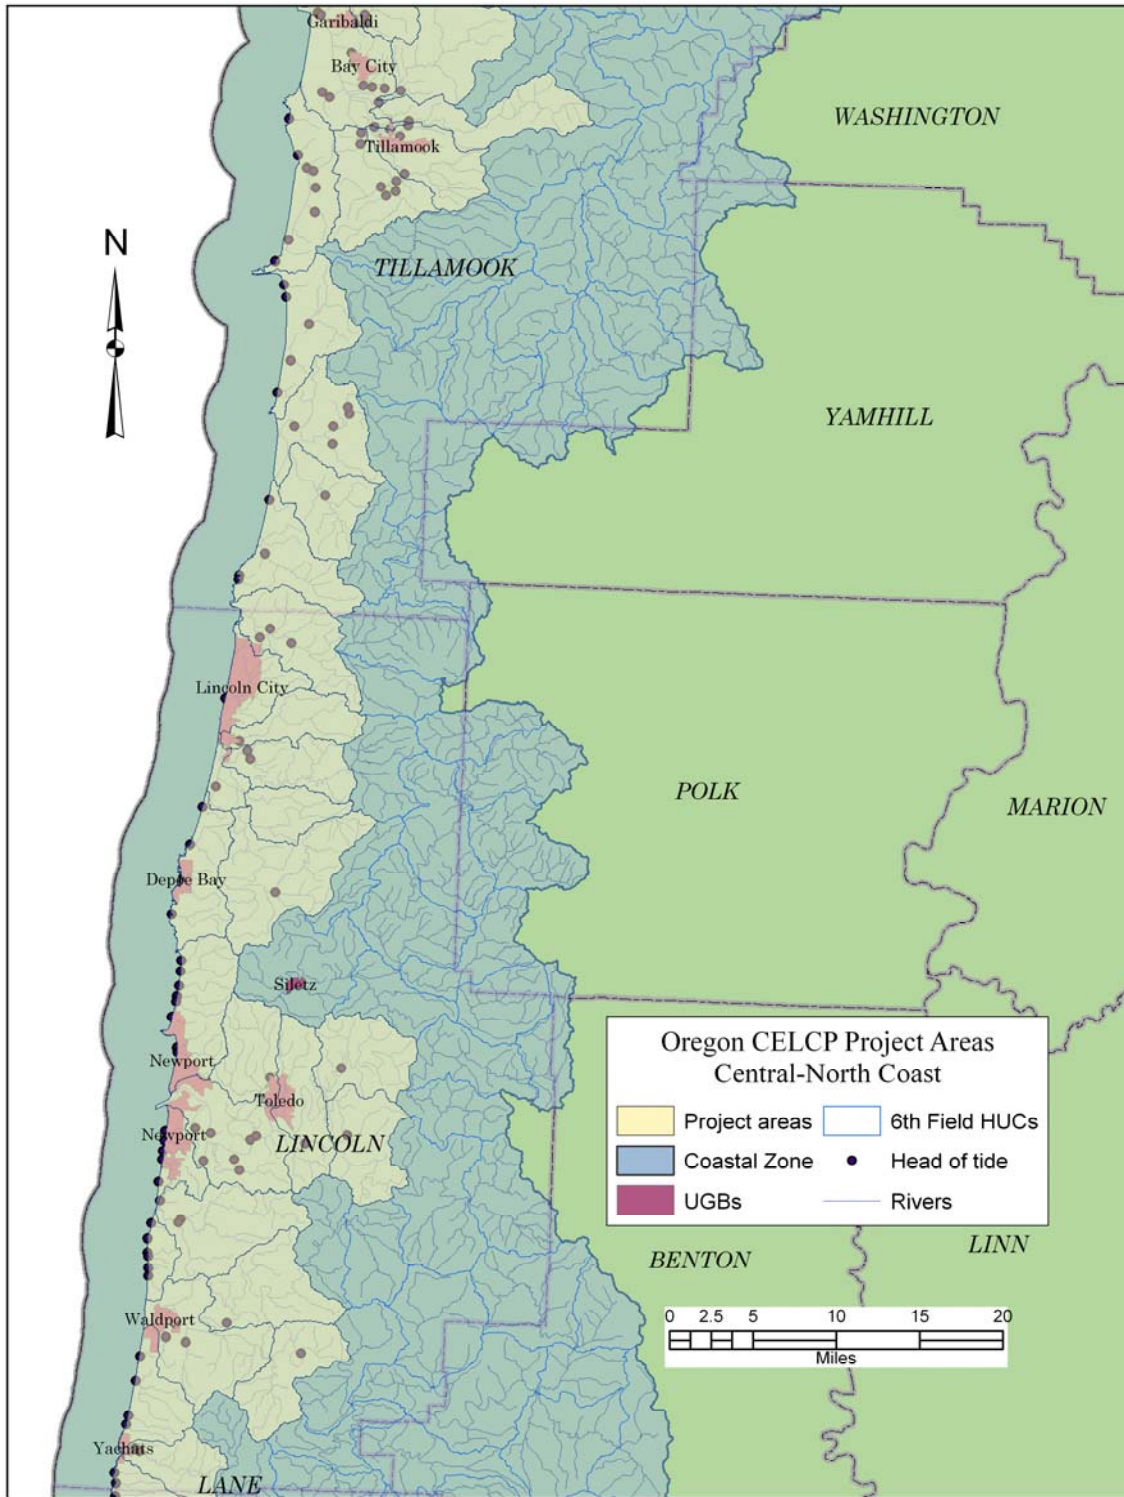 Garibaldi
Bay City
WASHINGTON
Tillamook
N
TILLAMOOK
YAMHILL
Lincoln City
POLK
MARION
Depoe Bay
Siletz
Oregon CELCP Project Areas
Central-North Coast
Project areas
6th Field HUCs
Coastal Zone
Head of tide
UGBs
Rivers
Newport
Toledo
Newport
LINCOLN
LINN
BENTON
0 2.5 5 10 15 20
Miles
Waldport
Yachats
LANE